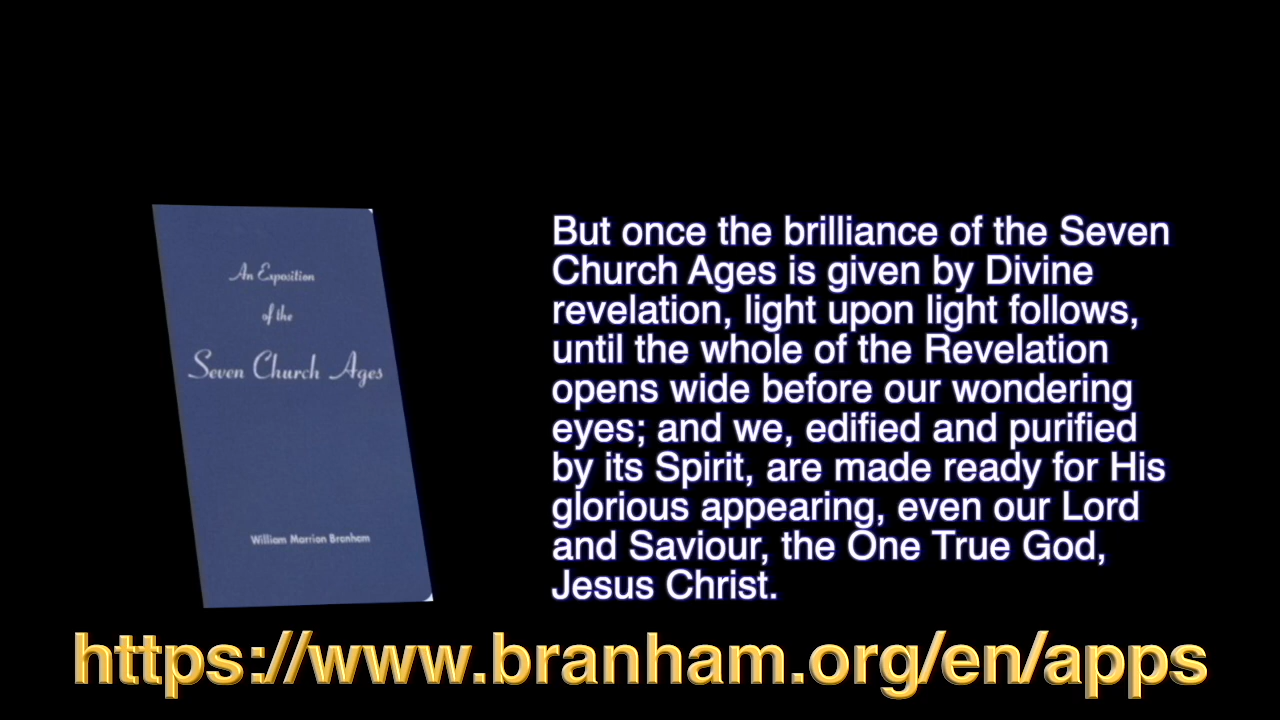 An Exposition
of the
Seven Church Ages
William Marrion Branham
But once the brilliance of the Seven
Church Ages is given by Divine
revelation, light upon light follows,
until the whole of the Revelation
opens wide before our wondering
eyes; and we, edified and purified
by its Spirit, are made ready for His
glorious appearing, even our Lord
and Saviour, the One True God,
Jesus Christ.
https://www.branham.org/en/apps